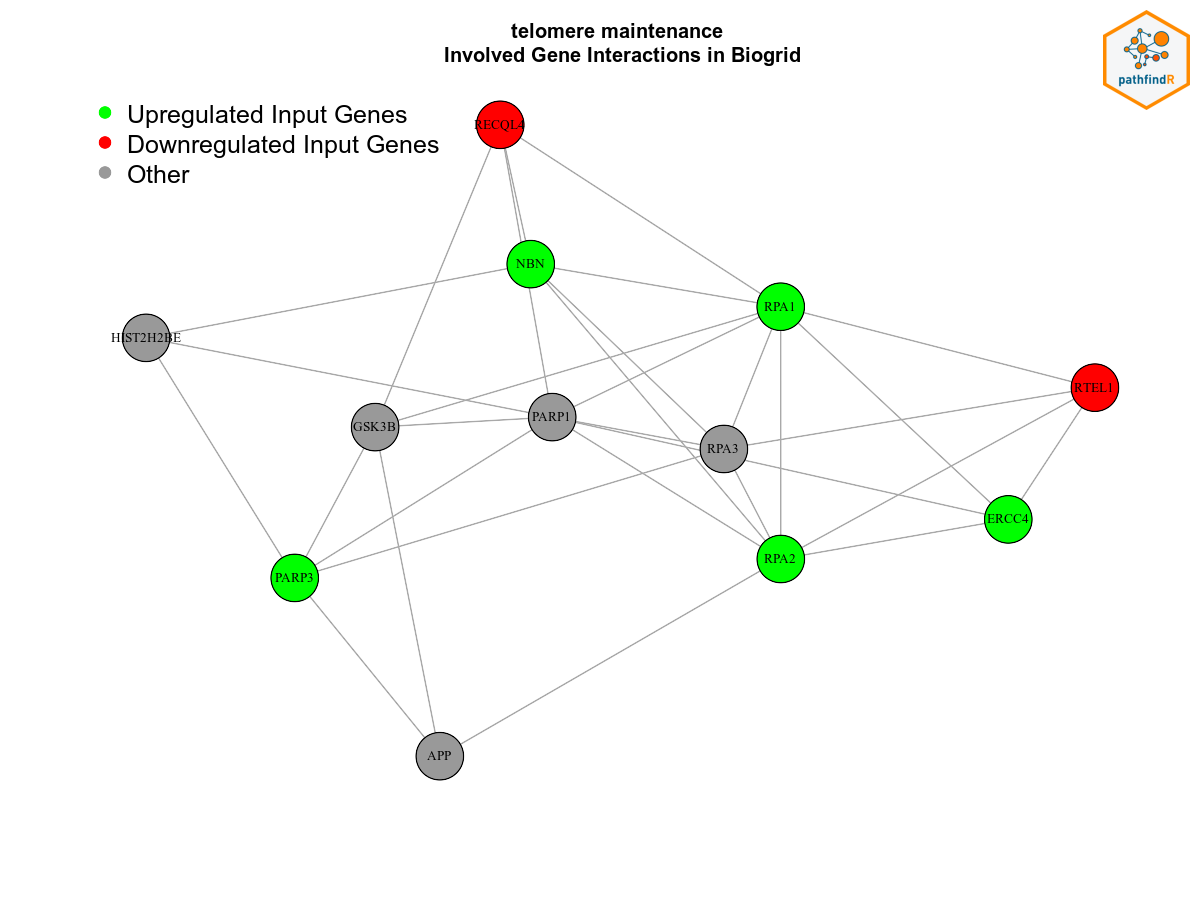 telomere maintenance
Involved Gene Interactions in Biogrid
pathfindR
Upregulated Input Genes
Downregulated Input Genes
Other
RECQL4
NBN
RPA1
HIST2H2BE
RTEL1
PARP1
GSK3B
RPA3
ERCC4
RPA2
PARP3
APP